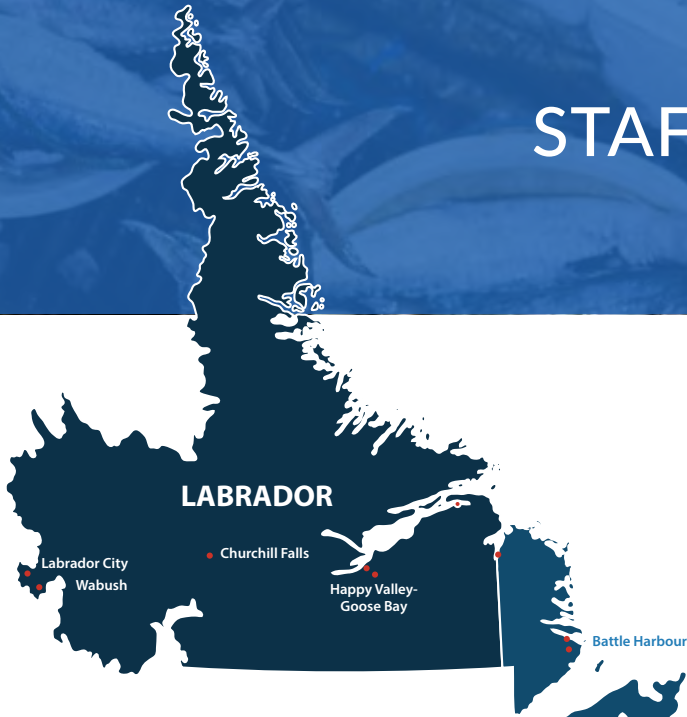 STAF
LABRADOR
Churchill Falls
Labrador City
Wabush
Happy Valley-
Goose Bay
Battle Harbour